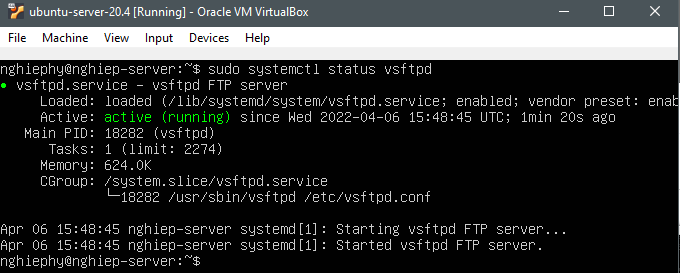 ubuntu-server-20.4 [Running] - Oracle VM VirtualBox
File Machine View Input Devices Help
nghiephy@nghiep-server:~$ sudo systemctl status vsftpd
● vsftpd.service - vsftpd FTP server
Loaded: loaded (/lib/systemd/system/vsftpd.service; enabled; vendor preset: enab
Active: active (running) since Wed 2022-04-06 15:48:45 UTC; 1min 20s ago
Main PID: 18282 (vsftpd)
Tasks: 1 (limit: 2274)
Memory: 624.0K
CGroup: /system.slice/vsftpd.service
└─18282 /usr/sbin/vsftpd /etc/vsftpd.conf
Apr 06 15:48:45 nghiep-server systemd[1]: Starting vsftpd FTP server...
Apr 06 15:48:45 nghiep-server systemd[1]: Started vsftpd FTP server.
nghiephy@nghiep-server:~$